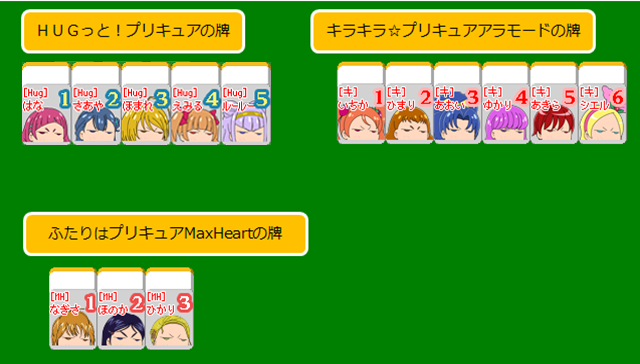 HUGっと!プリキュアの牌
[Hug] はな 1
[Hug] さあや 2
[Hug] ほまれ 3
[Hug] えみる 4
[Hug] ルールー 5
キラキラ☆プリキュアアラモードの牌
[キ] いちか 1
[キ] ひまり 2
[キ] あおい 3
[キ] ゆかり 4
[キ] あきら 5
[キ] シエル 6
ふたりはプリキュアMaxHeartの牌
[MH] なぎさ 1
[MH] ほのか 2
[MH] ひかり 3